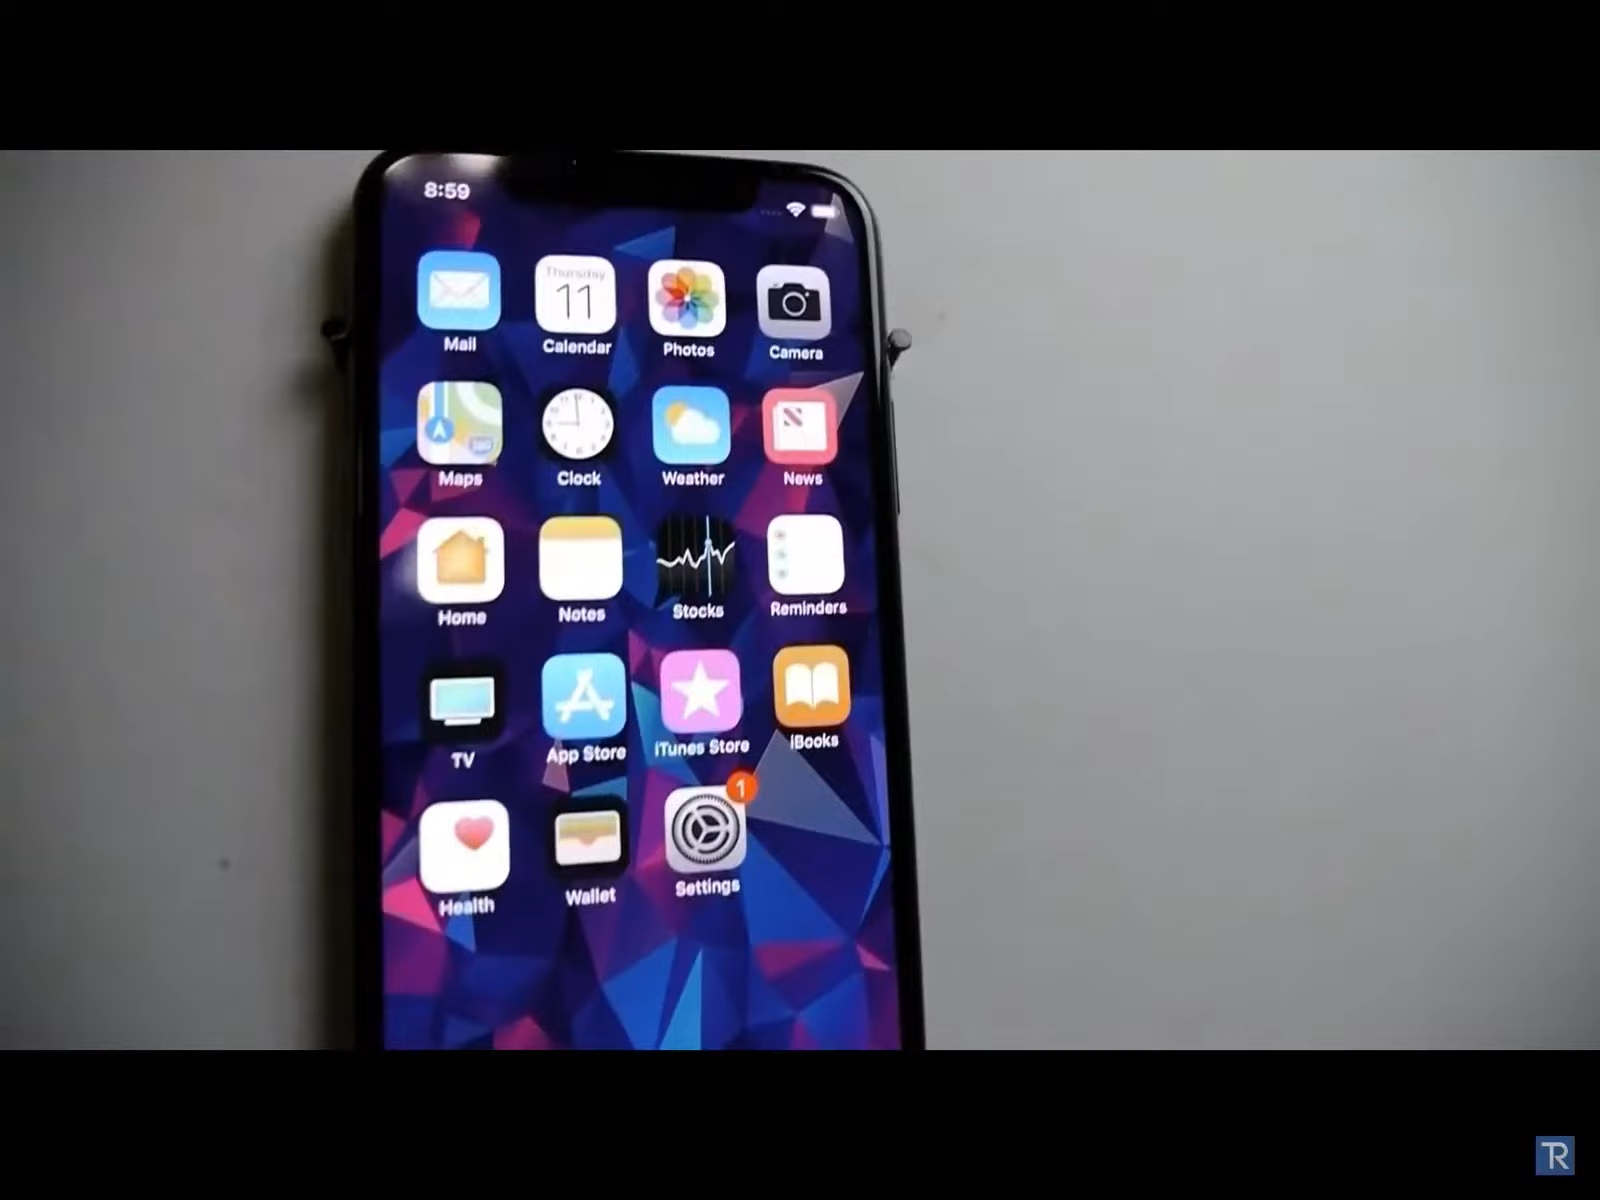 8:59
Thursday
11
Mail
Calendar
Photos
Camera
Maps
Clock
Weather
News
Home
Notes
Stocks
Reminders
TV
App Store
iTunes Store
iBooks
1
Health
Wallet
Settings
TR